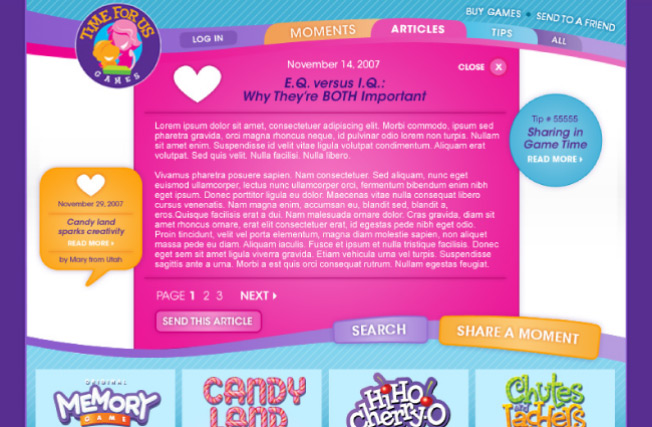 BUY GAMES • SEND TO A FRIEND
TIME FOR US
GAMES
LOG IN
MOMENTS
ARTICLES
TIPS
ALL
November 14, 2007
CLOSE X
E.Q. versus I.Q.:
Why They're BOTH Important
Lorem ipsum dolor sit amet, consectetuer adipiscing elit. Morbi commodo, ipsum sed
pharetra gravida, orci magna rhoncus neque, id pulvinar odio lorem non turpis. Nullam
sit amet enim. Suspendisse id velit vitae ligula volutpat condimentum. Aliquam erat
volutpat. Sed quis velit. Nulla facilisi. Nulla libero.
Vivamus pharetra posuere sapien. Nam consectetuer. Sed aliquam, nunc eget
euismod ullamcorper, lectus nunc ullamcorper orci, fermentum bibendum enim nibh
eget ipsum. Donec porttitor ligula eu dolor. Maecenas vitae nulla consequat libero
cursus venenatis. Nam magna enim, accumsan eu, blandit sed, blandit a,
eros.Quisque facilisis erat a dui. Nam malesuada ornare dolor. Cras gravida, diam sit
amet rhoncus ornare, erat elit consectetuer erat, id egestas pede nibh eget odio.
Proin tincidunt, velit vel porta elementum, magna diam molestie sapien, non aliquet
massa pede eu diam. Aliquam iaculis. Fusce et ipsum et nulla tristique facilisis. Donec
eget sem sit amet ligula viverra gravida. Etiam vehicula urna vel turpis. Suspendisse
sagittis ante a urna. Morbi a est quis orci consequat rutrum. Nullam egestas feugiat.
Tip # 55555
Sharing in
Game Time
READ MORE
November 29, 2007
Candy land
sparks creativity
READ MORE
by Mary from Utah
PAGE 1 2 3 NEXT
SEND THIS ARTICLE
SEARCH
SHARE A MOMENT
ORIGINAL
MEMORY
GAME
CANDY
LAND
HiHo
Cherry-O
Chutes
and
Ladders